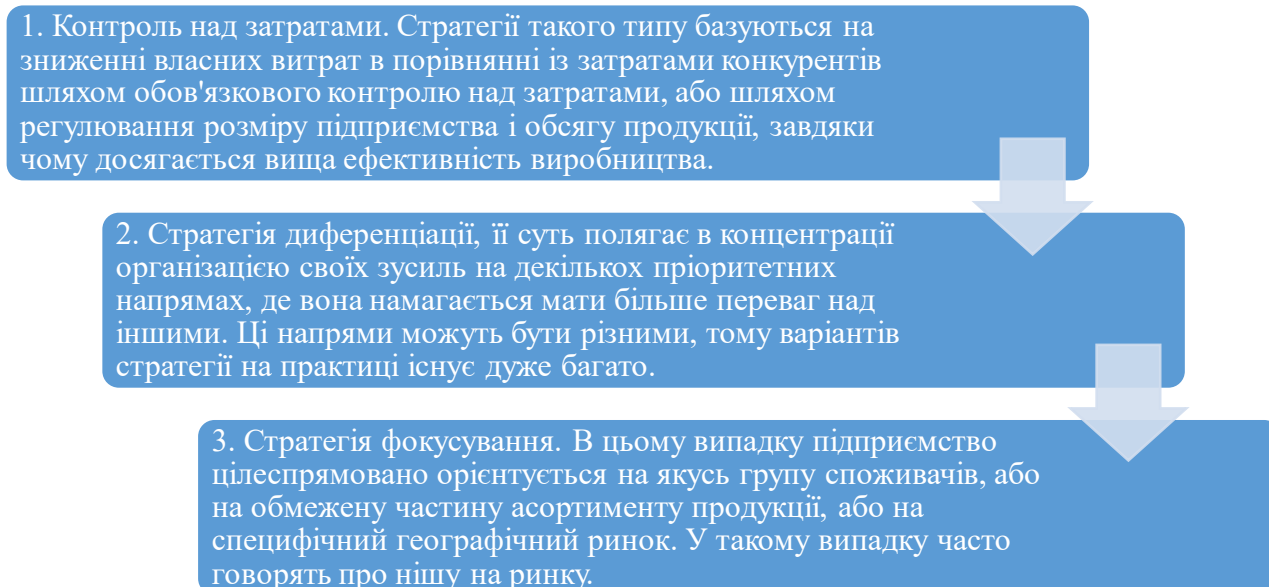 1. Контроль над затратами. Стратегії такого типу базуються на
зниженні власних витрат в порівнянні із затратами конкурентів
шляхом обов'язкового контролю над затратами, або шляхом
регулювання розміру підприємства і обсягу продукції, завдяки
чому досягається вища ефективність виробництва.
2. Стратегія диференціації, її суть полягає в концентрації
організацією своїх зусиль на декількох пріоритетних
напрямах, де вона намагається мати більше переваг над
іншими. Ці напрями можуть бути різними, тому варіантів
стратегії на практиці існує дуже багато.
3. Стратегія фокусування. В цьому випадку підприємство
цілеспрямовано орієнтується на якусь групу споживачів, або
на обмежену частину асортименту продукції, або на
специфічний географічний ринок. У такому випадку часто
говорять про нішу на ринку.